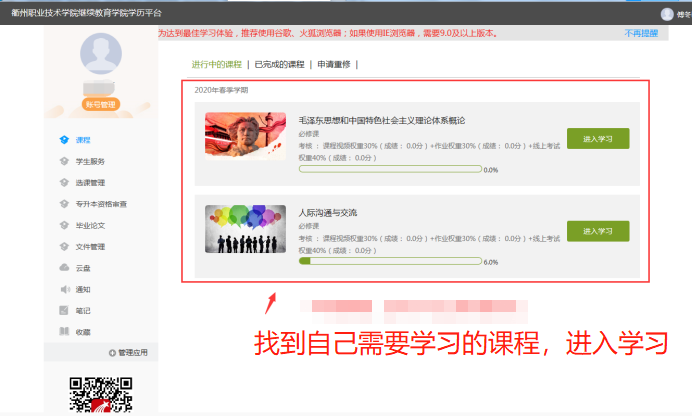 衢州职业技术学院继续教育学院学历平台
傅冬
为达到最佳学习体验，推荐使用谷歌、火狐浏览器；如果使用IE浏览器，需要9.0及以上版本。 不再提醒
账号管理
进行中的课程 | 已完成的课程 | 申请重修 |
2020年春季学期
毛泽东思想和中国特色社会主义理论体系概论
必修课
考核 ： 课程视频权重30%（成绩： 0.0分）+作业权重30%（成绩： 0.0分）+线上考试
权重40%（成绩： 0.0分）
0.0%
进入学习
人际沟通与交流
必修课
考核 ： 课程视频权重30%（成绩： 0.0分）+作业权重30%（成绩： 0.0分）+线上考试
权重40%（成绩： 0.0分）
6.0%
进入学习
课程
学生服务
选课管理
专升本资格审查
毕业论文
文件管理
云盘
通知
笔记
收藏
管理应用
找到自己需要学习的课程，进入学习